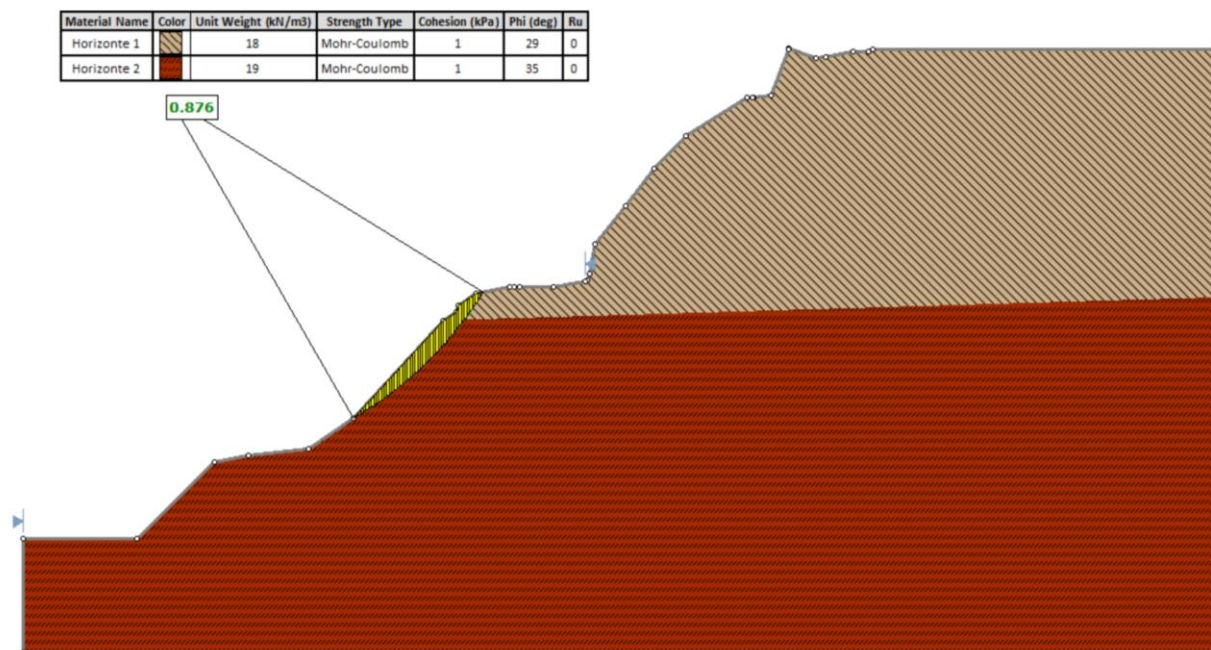 Material Name Color Unit Weight (kN/m3) Strength Type Cohesion (kPa) Phi (deg) Ru
Horizonte 1 18 Mohr-Coulomb 1 29 0
Horizonte 2 19 Mohr-Coulomb 1 35 0
0.876